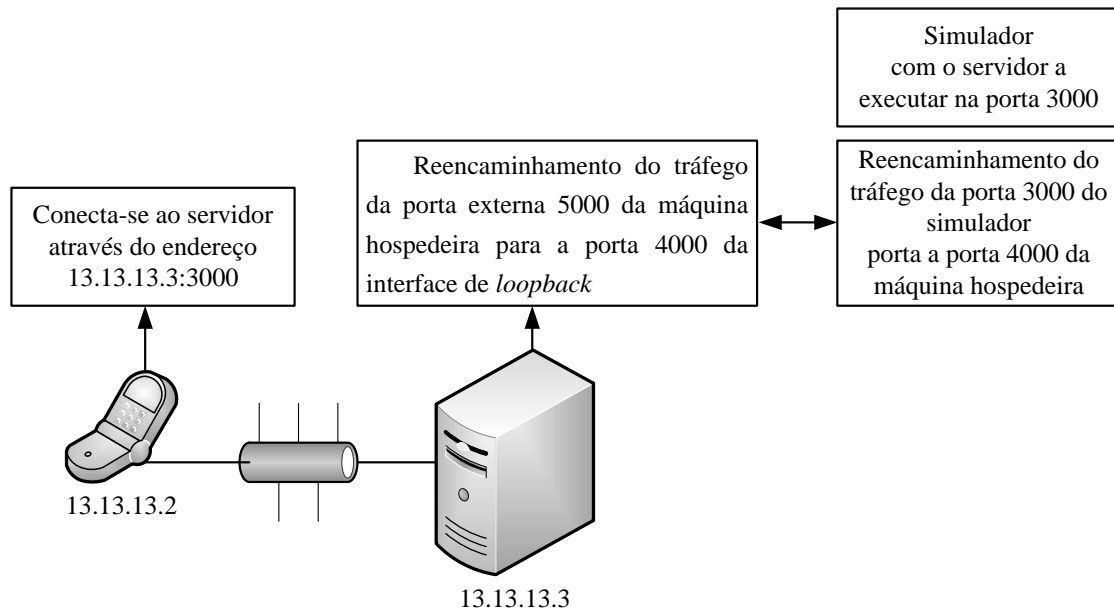 Simulador
com o servidor a
executar na porta 3000
Reencaminhamento do tráfego
da porta externa 5000 da máquina
hospedeira para a porta 4000 da
interface de loopback
Reencaminhamento do
tráfego da porta 3000 do
simulador
porta a porta 4000 da
máquina hospedeira
Conecta-se ao servidor
através do endereço
13.13.13.3:3000
13.13.13.2
13.13.13.3